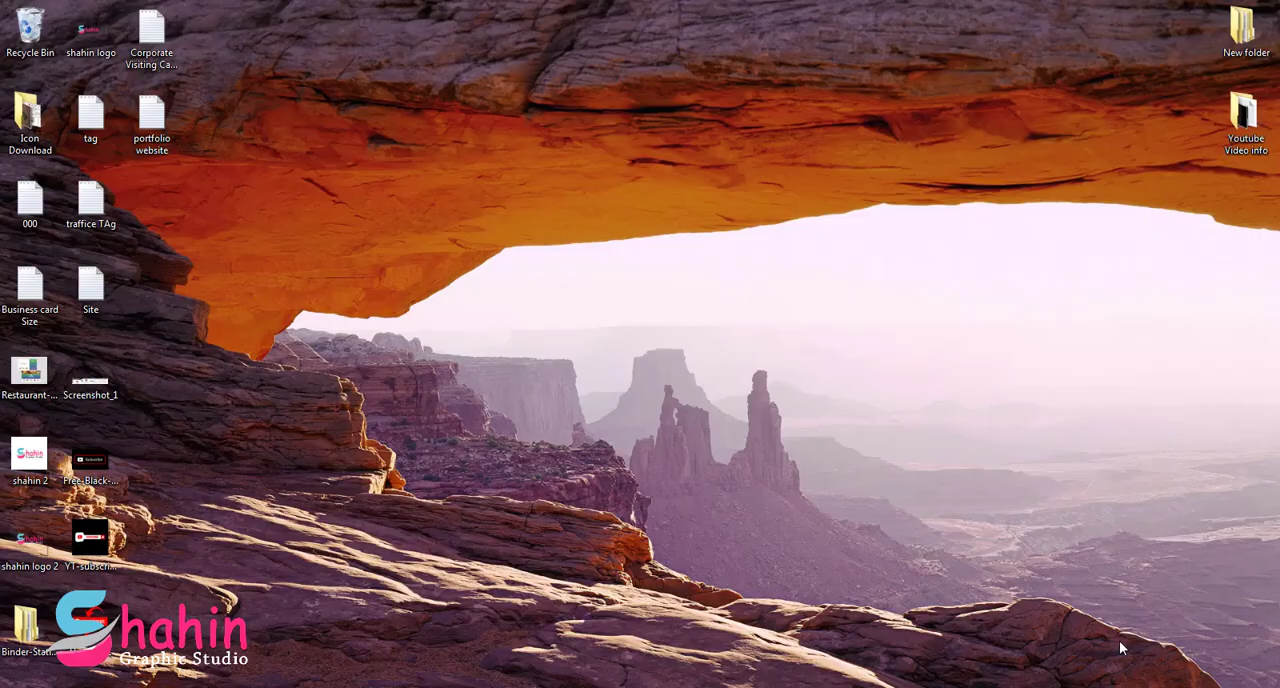 Recycle Bin
shahin logo
Corporate
Visiting Ca...
New folder
Icon
Download
tag
portfolio
website
Youtube
Video info
000
traffice TAg
Business card
Size
Site
Restaurant-...
Screenshot_1
shahin 2
Free-Black-...
shahin logo 2
YT-subscri...
Binder-Stati...
Shahin
Graphic Studio